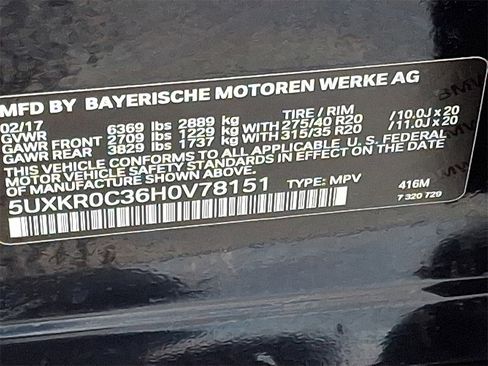 MFD BY BAYERISCHE MOTOREN WERKE AG
02/17 TIRE / RIM
GVWR 6369 lbs 2889 kg
GAWR FRONT 2709 lbs 1229 kg WITH 275/40 R20 /10.0J x 20
GAWR REAR 3829 lbs 1737 kg WITH 315/35 R20 /11.0J x 20
THIS VEHICLE CONFORMS TO ALL APPLICABLE U.S. FEDERAL
MOTOR VEHICLE SAFETY STANDARDS IN EFFECT ON THE DATE
OF MANUFACTURE SHOWN ABOVE.
5UXKR0C36H0V78151 TYPE: MPV 416M
7 320 729